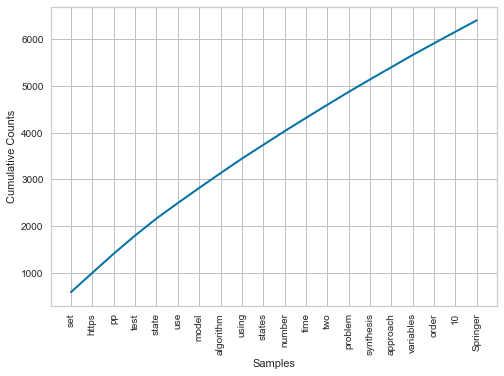 6000
5000
4000
3000
2000
1000
Cumulative Counts
set
https
pp
test
state
use
model
algorithm
using
states
number
time
two
problem
synthesis
approach
variables
order
10
Springer
Samples